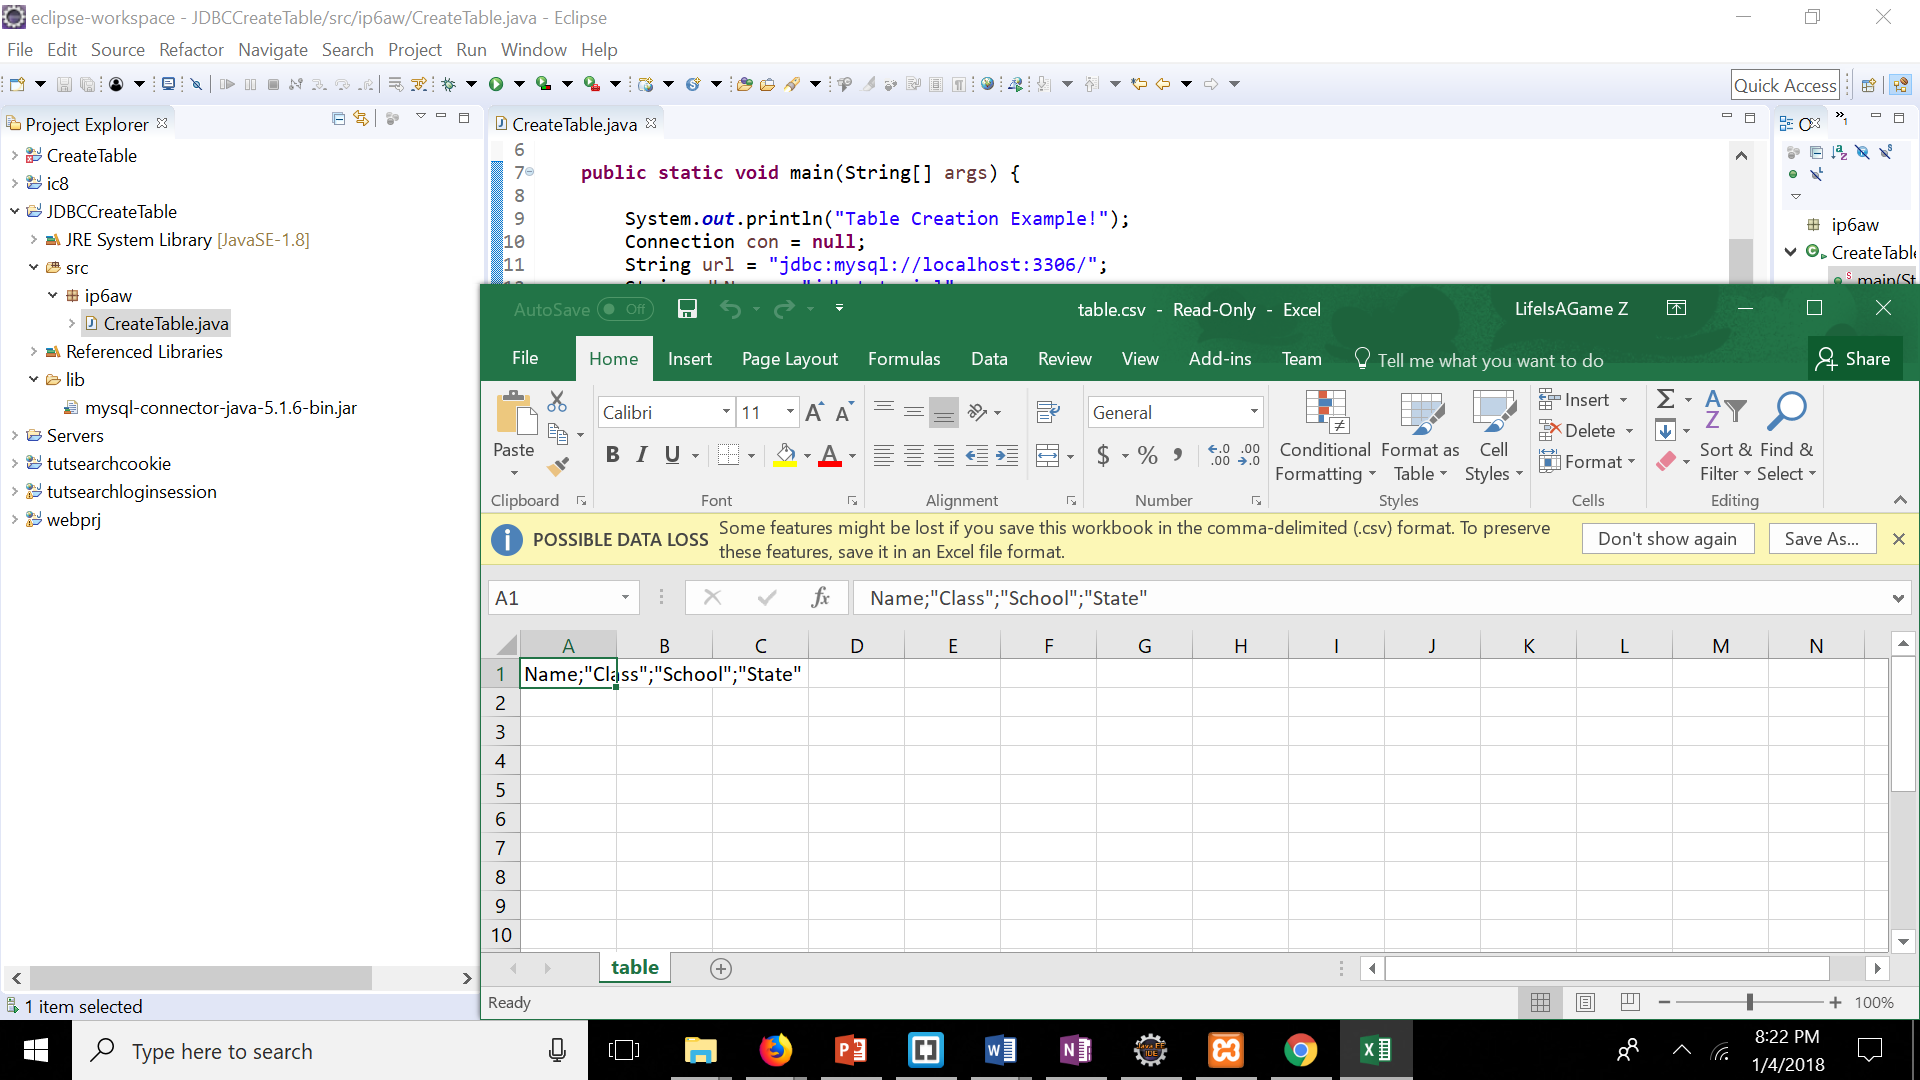 eclipse-workspace - JDBCCreateTable/src/ip6aw/CreateTable.java - Eclipse
File Edit Source Refactor Navigate Search Project Run Window Help
Quick Access
Project Explorer
CreateTable
ic8
JDBCCreateTable
JRE System Library [JavaSE-1.8]
src
ip6aw
CreateTable.java
Referenced Libraries
lib
mysql-connector-java-5.1.6-bin.jar
Servers
tutsearchcookie
tutsearchloginsession
webprj
1 item selected
CreateTable.java
6
7 public static void main(String[] args) {
8
9 System.out.println("Table Creation Example!");
10 Connection con = null;
11 String url = "jdbc:mysql://localhost:3306/";
ip6aw
CreateTable
main(St
AutoSave Off
table.csv - Read-Only - Excel
LifeIsAGame Z
File Home Insert Page Layout Formulas Data Review View Add-ins Team Tell me what you want to do Share
Paste
Clipboard
Calibri 11
B I U
Font
Alignment
General
$ % ,
Number
Conditional Formatting
Format as Table
Cell Styles
Styles
Insert
Delete
Format
Cells
Sort & Filter
Find & Select
Editing
POSSIBLE DATA LOSS Some features might be lost if you save this workbook in the comma-delimited (.csv) format. To preserve
these features, save it in an Excel file format.
Don't show again Save As...
A1 fx Name;"Class";"School";"State"
A B C D E F G H I J K L M N
1 Name;"Class";"School";"State"
2
3
4
5
6
7
8
9
10
table
Ready
100%
Type here to search
8:22 PM
1/4/2018